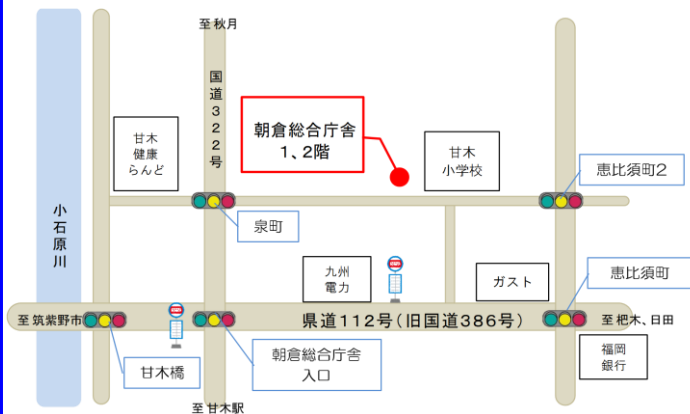 至秋月
国道322号
朝倉総合庁舎
1、2階
甘木
健康
らんど
甘木
小学校
恵比須町2
小石原川
泉町
九州
電力
ガスト
恵比須町
至筑紫野市
県道112号(旧国道386号)
至杷木、日田
甘木橋
朝倉総合庁舎
入口
福岡
銀行
至甘木駅